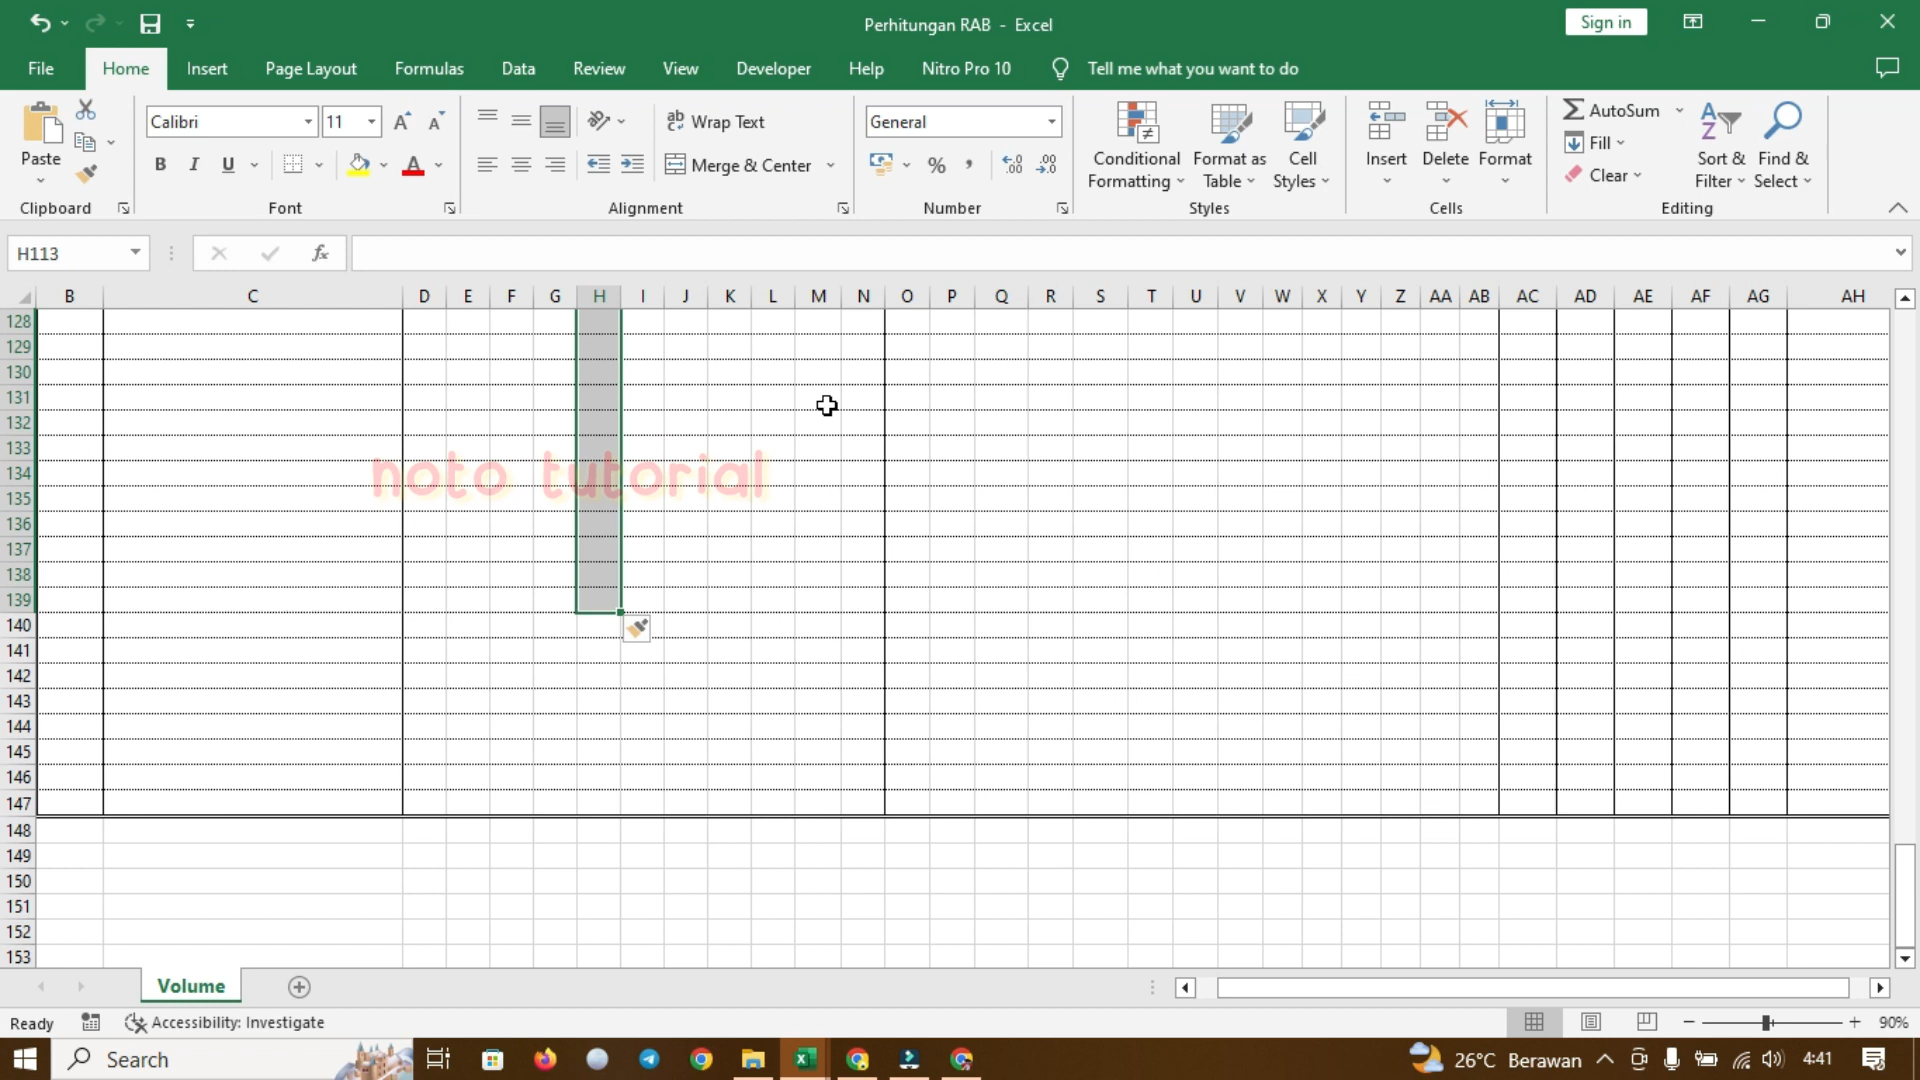 Perhitungan RAB - Excel
Sign in
File Home Insert Page Layout Formulas Data Review View Developer Help Nitro Pro 10 Tell me what you want to do
Calibri 11 Wrap Text General AutoSum
Paste B I U Merge & Center % Conditional Formatting Format as Table Cell Styles Insert Delete Format Fill Clear Sort & Filter Find & Select
Clipboard Font Alignment Number Styles Cells Editing
H113 fx
B C D E F G H I J K L M N O P Q R S T U V W X Y Z AA AB AC AD AE AF AG AH
128
129
130
131
132
133
noto tutorial
134
135
136
137
138
139
140
141
142
143
144
145
146
147
148
149
150
151
152
153
Volume
Ready Accessibility: Investigate 90%
Search 26°C Berawan 4:41